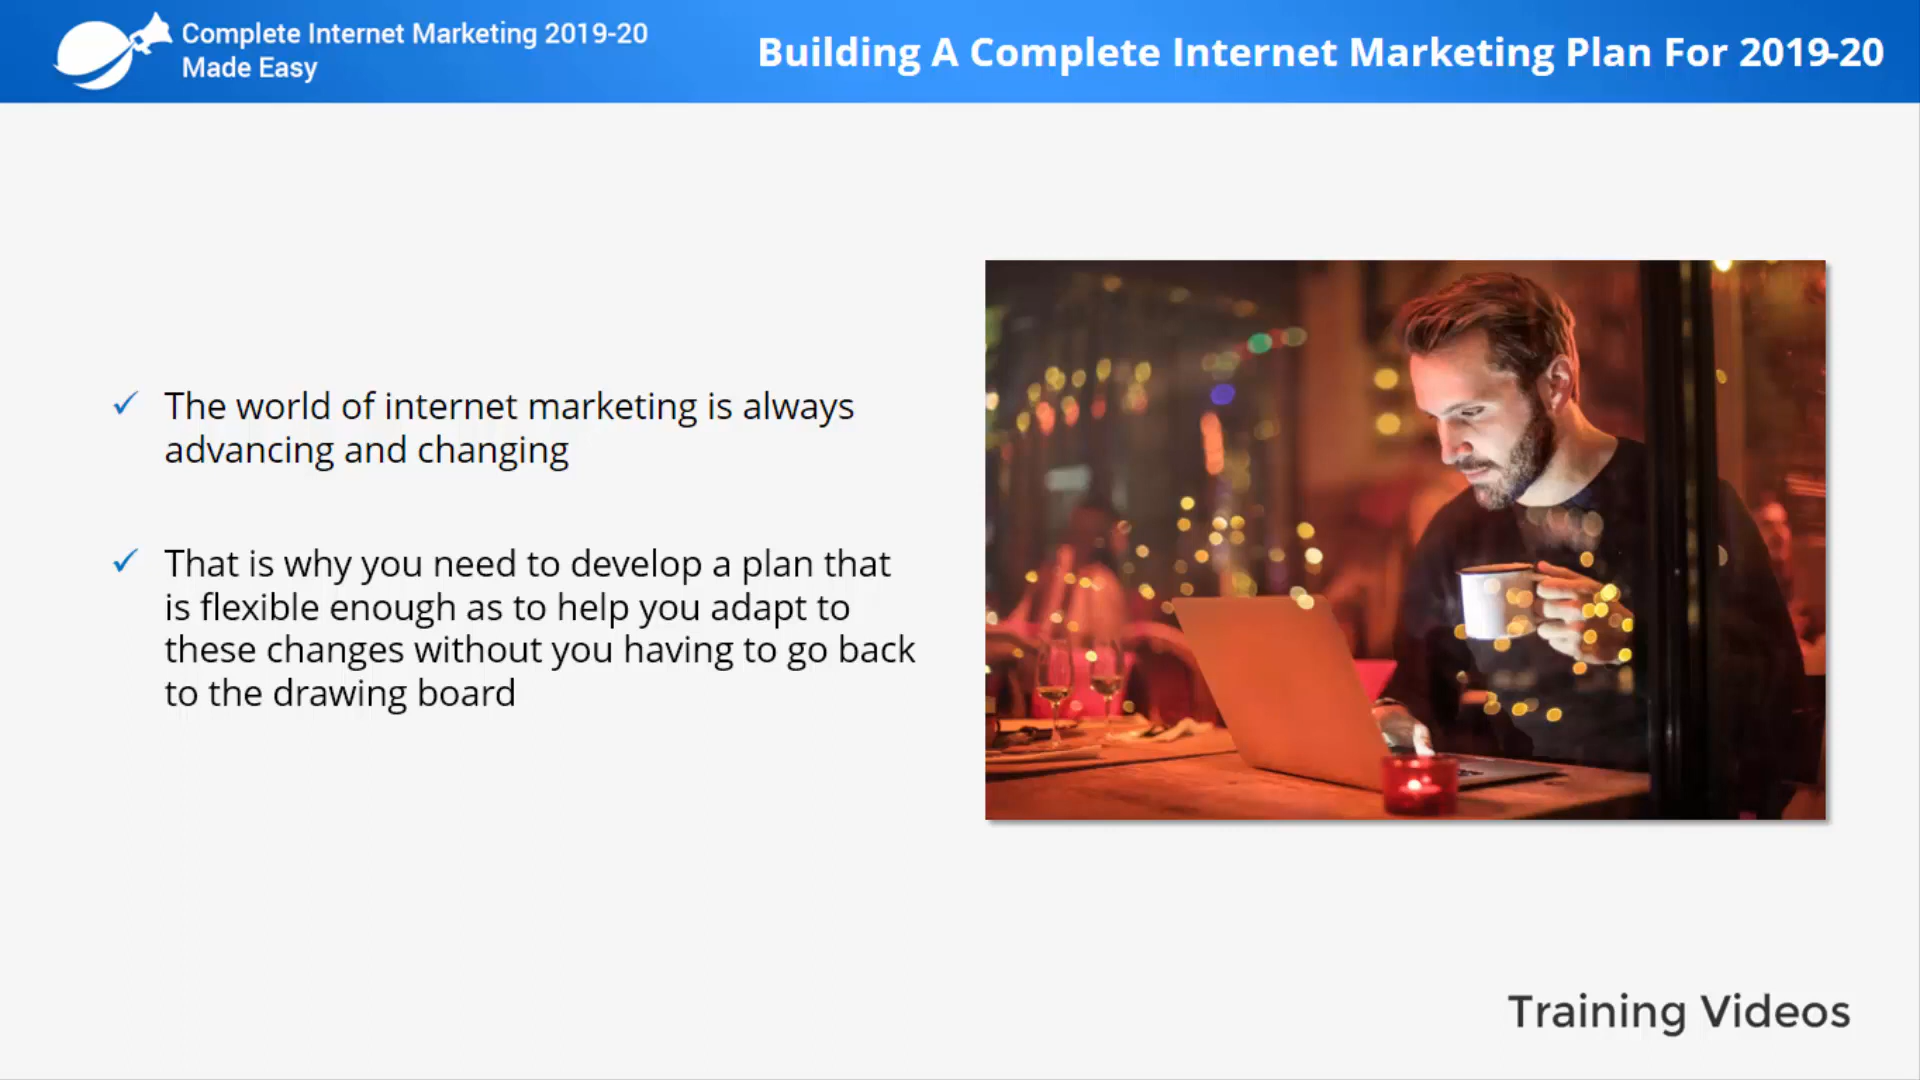 Complete Internet Marketing 2019-20
Made Easy
Building A Complete Internet Marketing Plan For 2019-20
✓ The world of internet marketing is always
advancing and changing
✓ That is why you need to develop a plan that
is flexible enough as to help you adapt to
these changes without you having to go back
to the drawing board
Training Videos